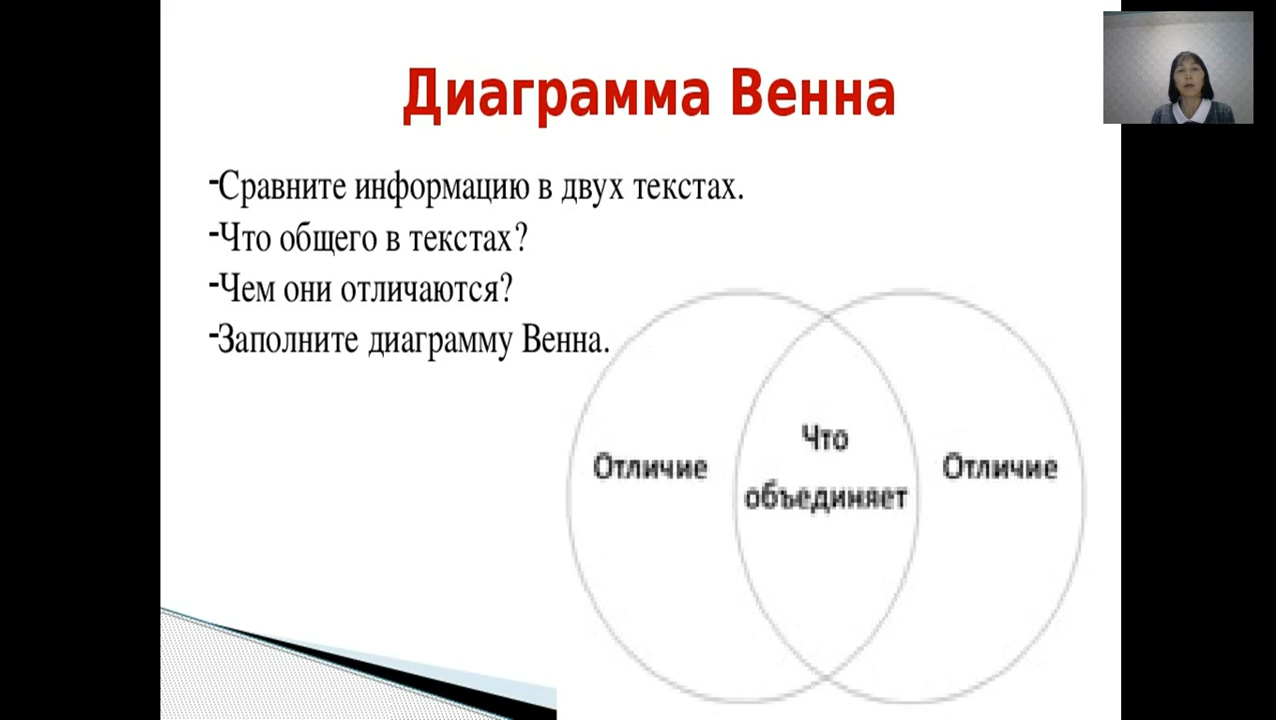 Диаграмма Венна
-Сравните информацию в двух текстах.
-Что общего в текстах?
-Чем они отличаются?
-Заполните диаграмму Венна.
Отличие
Что
объединяет
Отличие